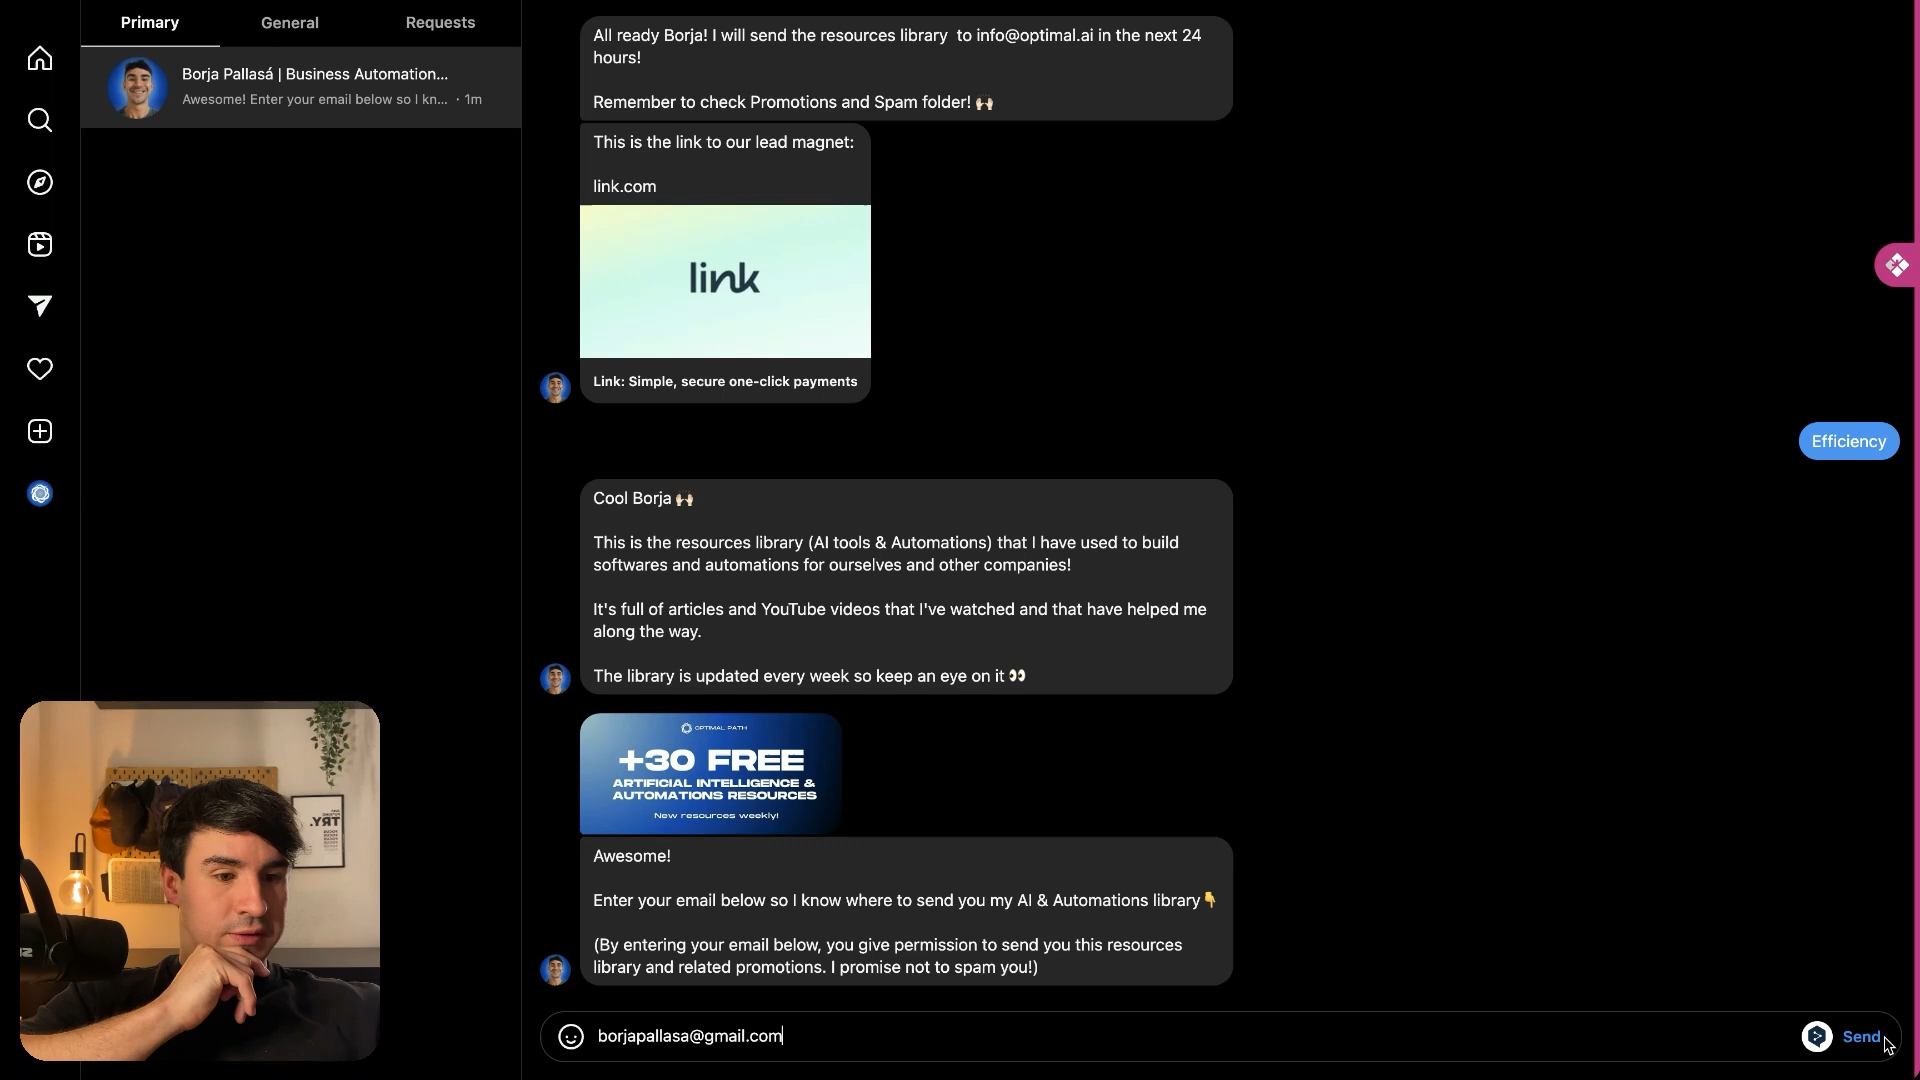 Primary
General
Requests
Borja Pallasá | Business Automation...
Awesome! Enter your email below so I kn... · 1m
All ready Borja! I will send the resources library to info@optimal.ai in the next 24
hours!
Remember to check Promotions and Spam folder! 🙌🏻
This is the link to our lead magnet:
link.com
link
Link: Simple, secure one-click payments
Efficiency
Cool Borja 🙌🏻
This is the resources library (AI tools & Automations) that I have used to build
softwares and automations for ourselves and other companies!
It's full of articles and YouTube videos that I've watched and that have helped me
along the way.
The library is updated every week so keep an eye on it 👀
OPTIMAL PATH
+30 FREE
ARTIFICIAL INTELLIGENCE &
AUTOMATIONS RESOURCES
New resources weekly!
Awesome!
Enter your email below so I know where to send you my AI & Automations library👇
(By entering your email below, you give permission to send you this resources
library and related promotions. I promise not to spam you!)
borjapallasa@gmail.com
Send
TRY.